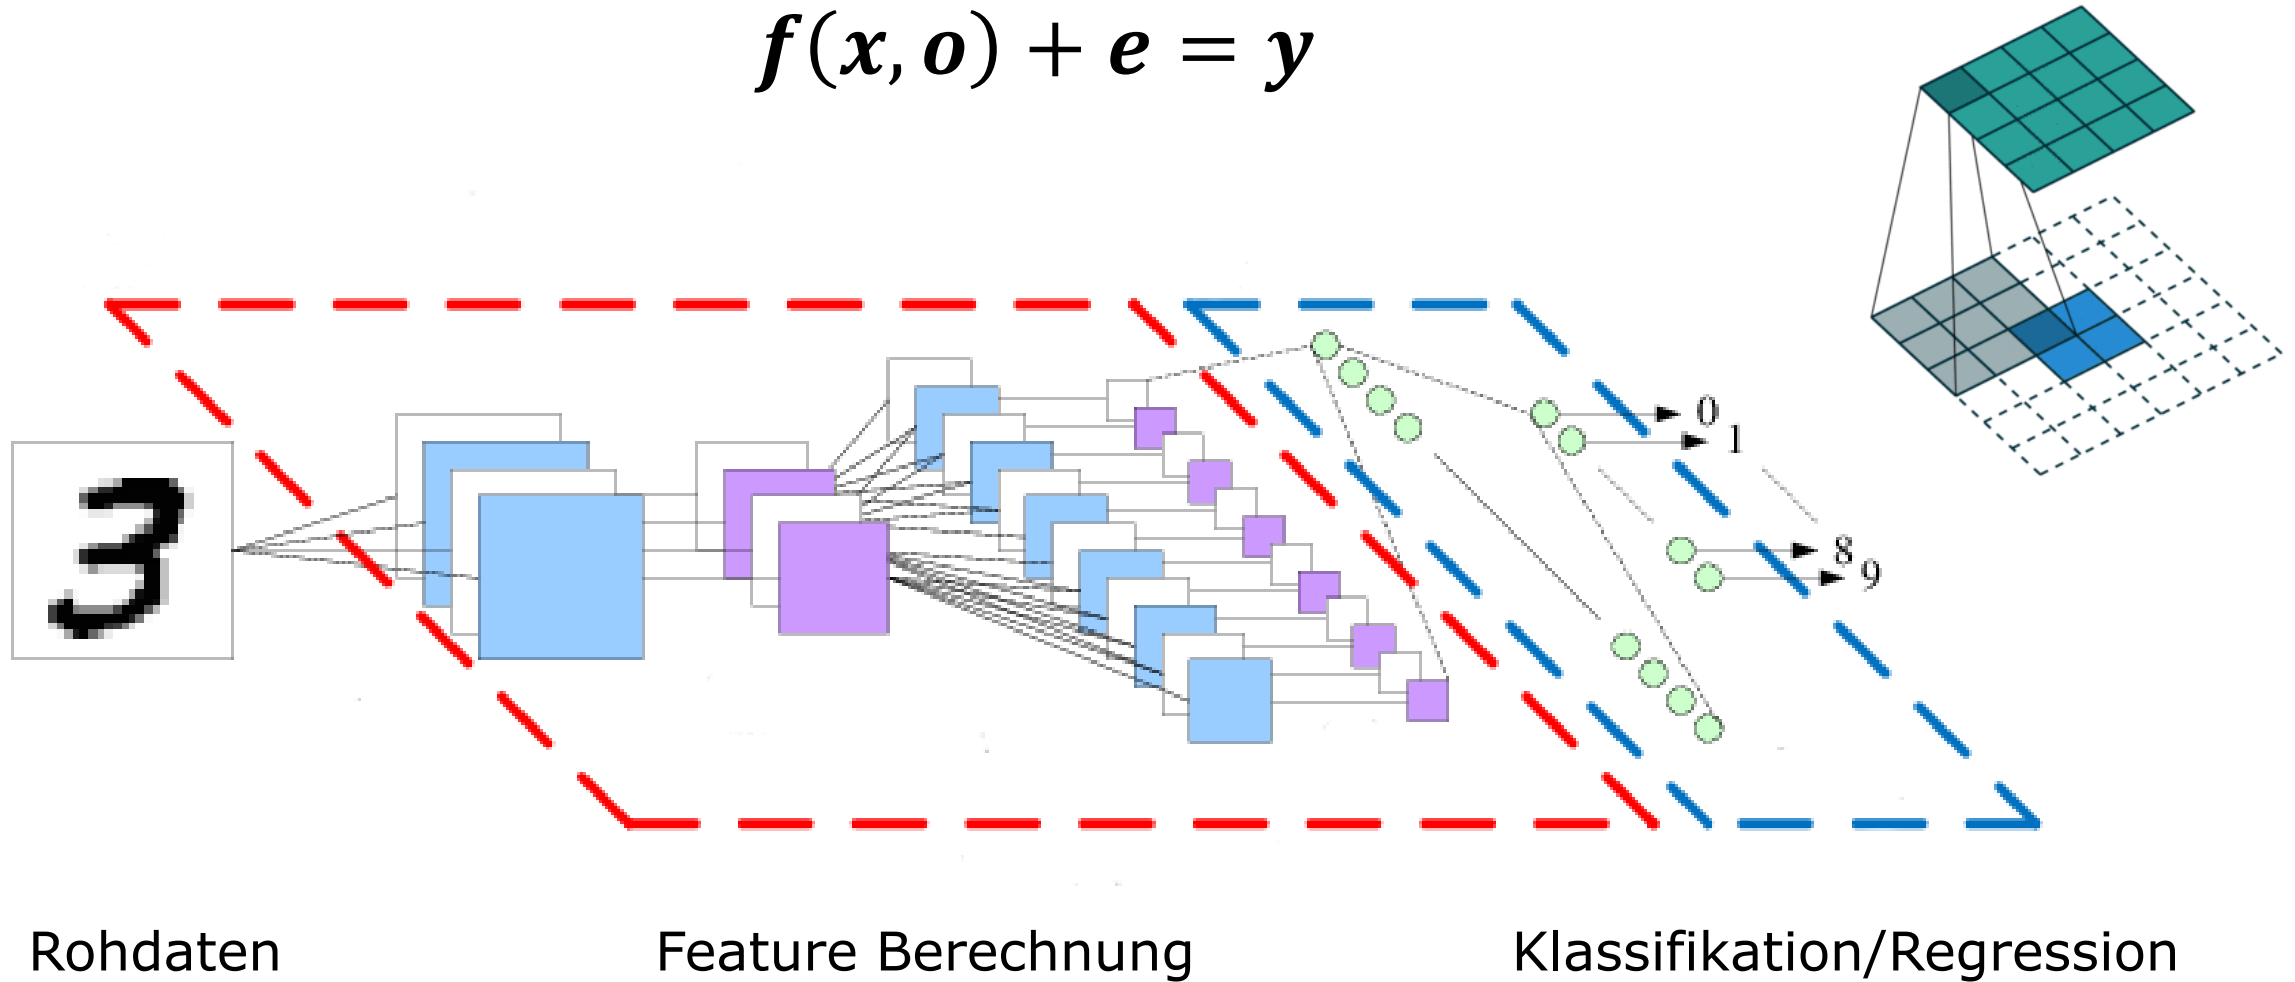 f(x, o) + e = y
3
0
1
8
9
Rohdaten
Feature Berechnung
Klassifikation/Regression